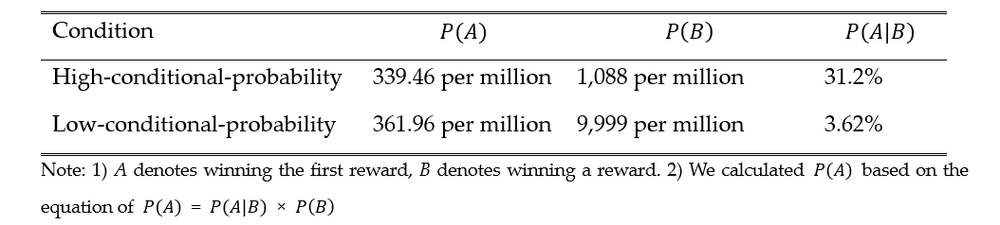 Condition P(A) P(B) P(A|B)
High-conditional-probability 339.46 per million 1,088 per million 31.2%
Low-conditional-probability 361.96 per million 9,999 per million 3.62%
Note: 1) A denotes winning the first reward, B denotes winning a reward. 2) We calculated P(A) based on the
equation of P(A) = P(A|B) × P(B)